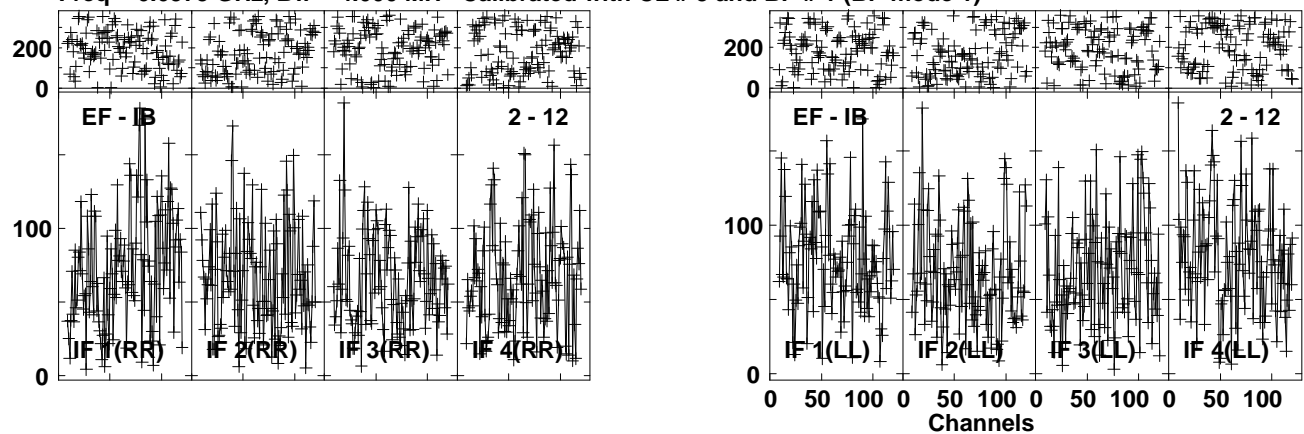 200
0
EF - IB 2 - 12
100
IF 1(RR) IF 2(RR) IF 3(RR) IF 4(RR)
0
200
0
EF - IB 2 - 12
100
IF 1(LL) IF 2(LL) IF 3(LL) IF 4(LL)
0
0 50 100 0 50 100 0 50 100 0 50 100
Channels